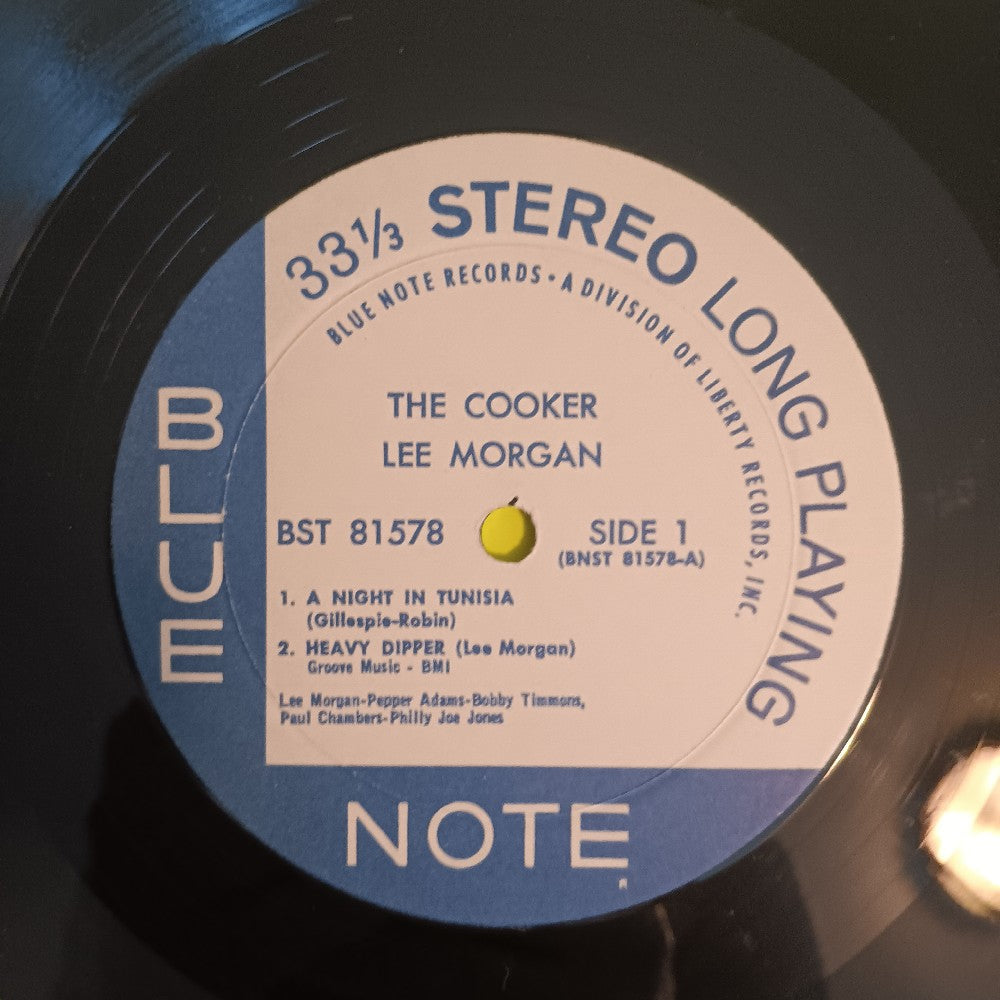 33⅓ STEREO LONG PLAYING
BLUE NOTE RECORDS • A DIVISION OF LIBERTY RECORDS, INC.
THE COOKER
LEE MORGAN
BST 81578
SIDE 1
(BNST 81578-A)
1. A NIGHT IN TUNISIA
(Gillespie-Robin)
2. HEAVY DIPPER (Lee Morgan)
Groove Music - BMI
Lee Morgan-Pepper Adams-Bobby Timmons,
Paul Chambers-Philly Joe Jones
BLUE
NOTE